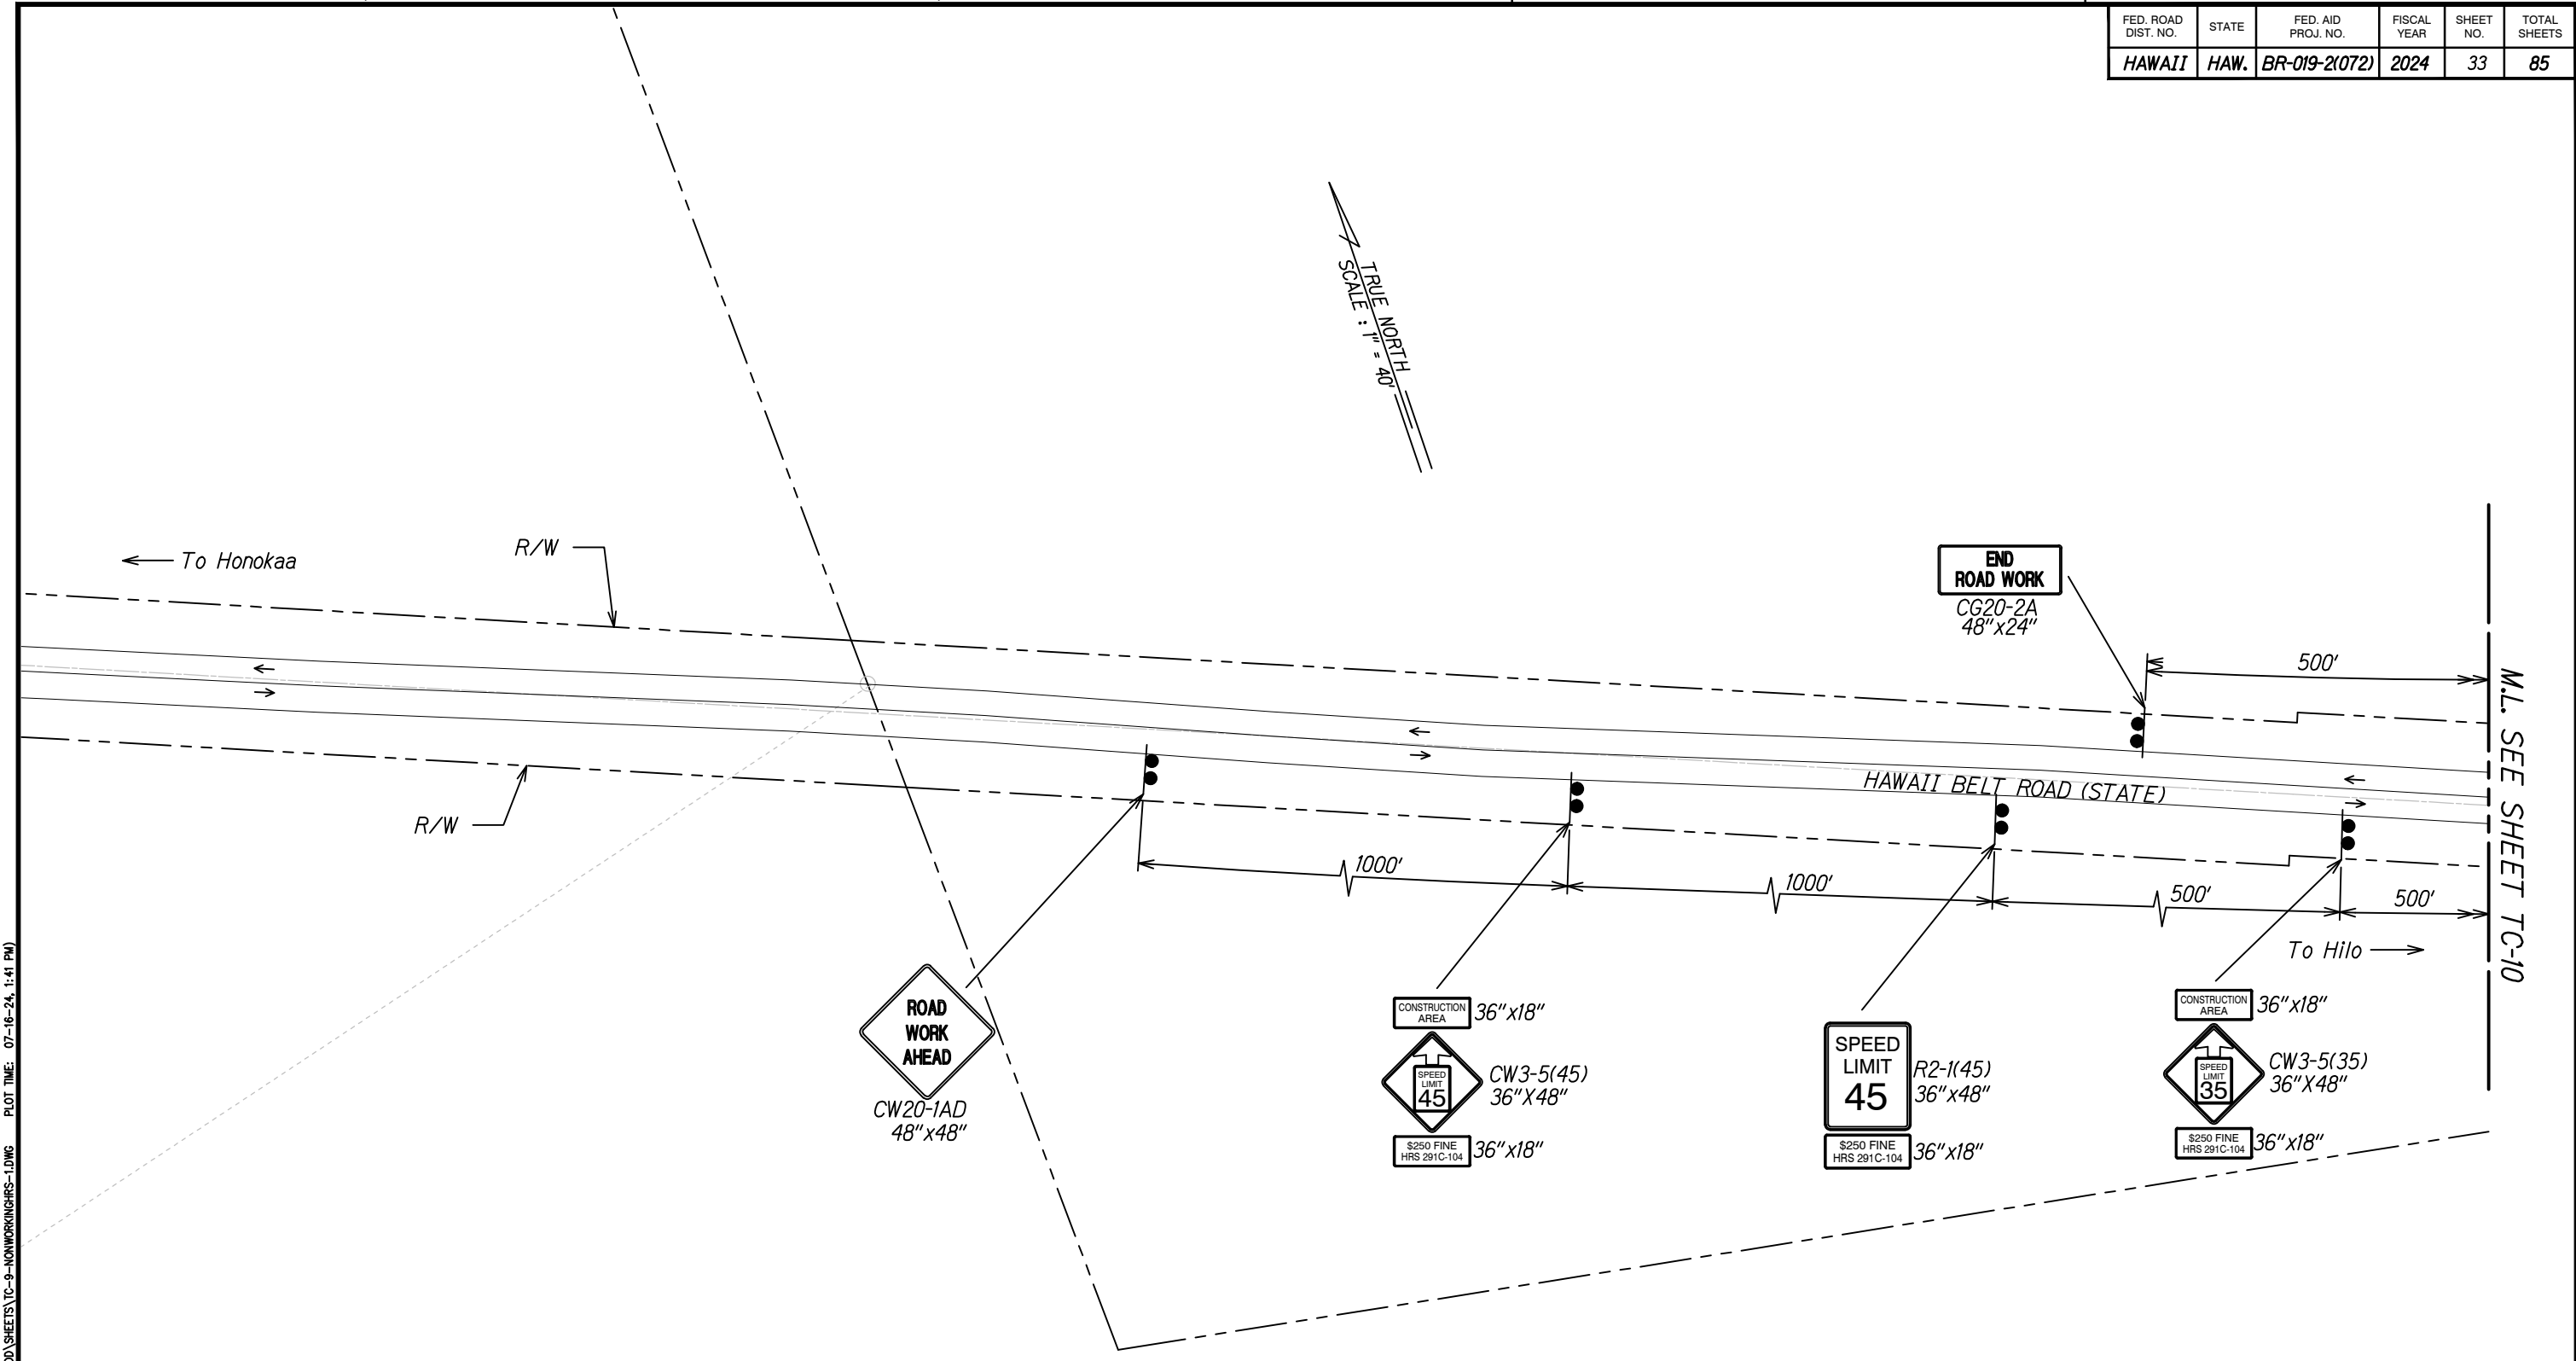 FED. ROAD DIST. NO.
STATE
FED. AID PROJ. NO.
FISCAL YEAR
SHEET NO.
TOTAL SHEETS
HAWAII
HAW.
BR-019-2(072)
2024
33
85
TRUE NORTH
SCALE : 1" = 40'
To Honokaa
R/W
END
ROAD WORK
CG20-2A
48"x24"
500'
M.L. SEE SHEET TC-10
HAWAII BELT ROAD (STATE)
R/W
1000'
1000'
500'
500'
To Hilo
ROAD
WORK
AHEAD
CW20-1AD
48"x48"
CONSTRUCTION
AREA
36"x18"
SPEED
LIMIT
45
CW3-5(45)
36"X48"
$250 FINE
HRS 291C-104
36"x18"
SPEED
LIMIT
45
R2-1(45)
36"x48"
$250 FINE
HRS 291C-104
36"x18"
CONSTRUCTION
AREA
36"x18"
SPEED
LIMIT
35
CW3-5(35)
36"X48"
$250 FINE
HRS 291C-104
36"x18"
\SHEETS\TC-9-NONWORKINGHRS-1.DWG PLOT TIME: 07-16-24, 1:41 PM)